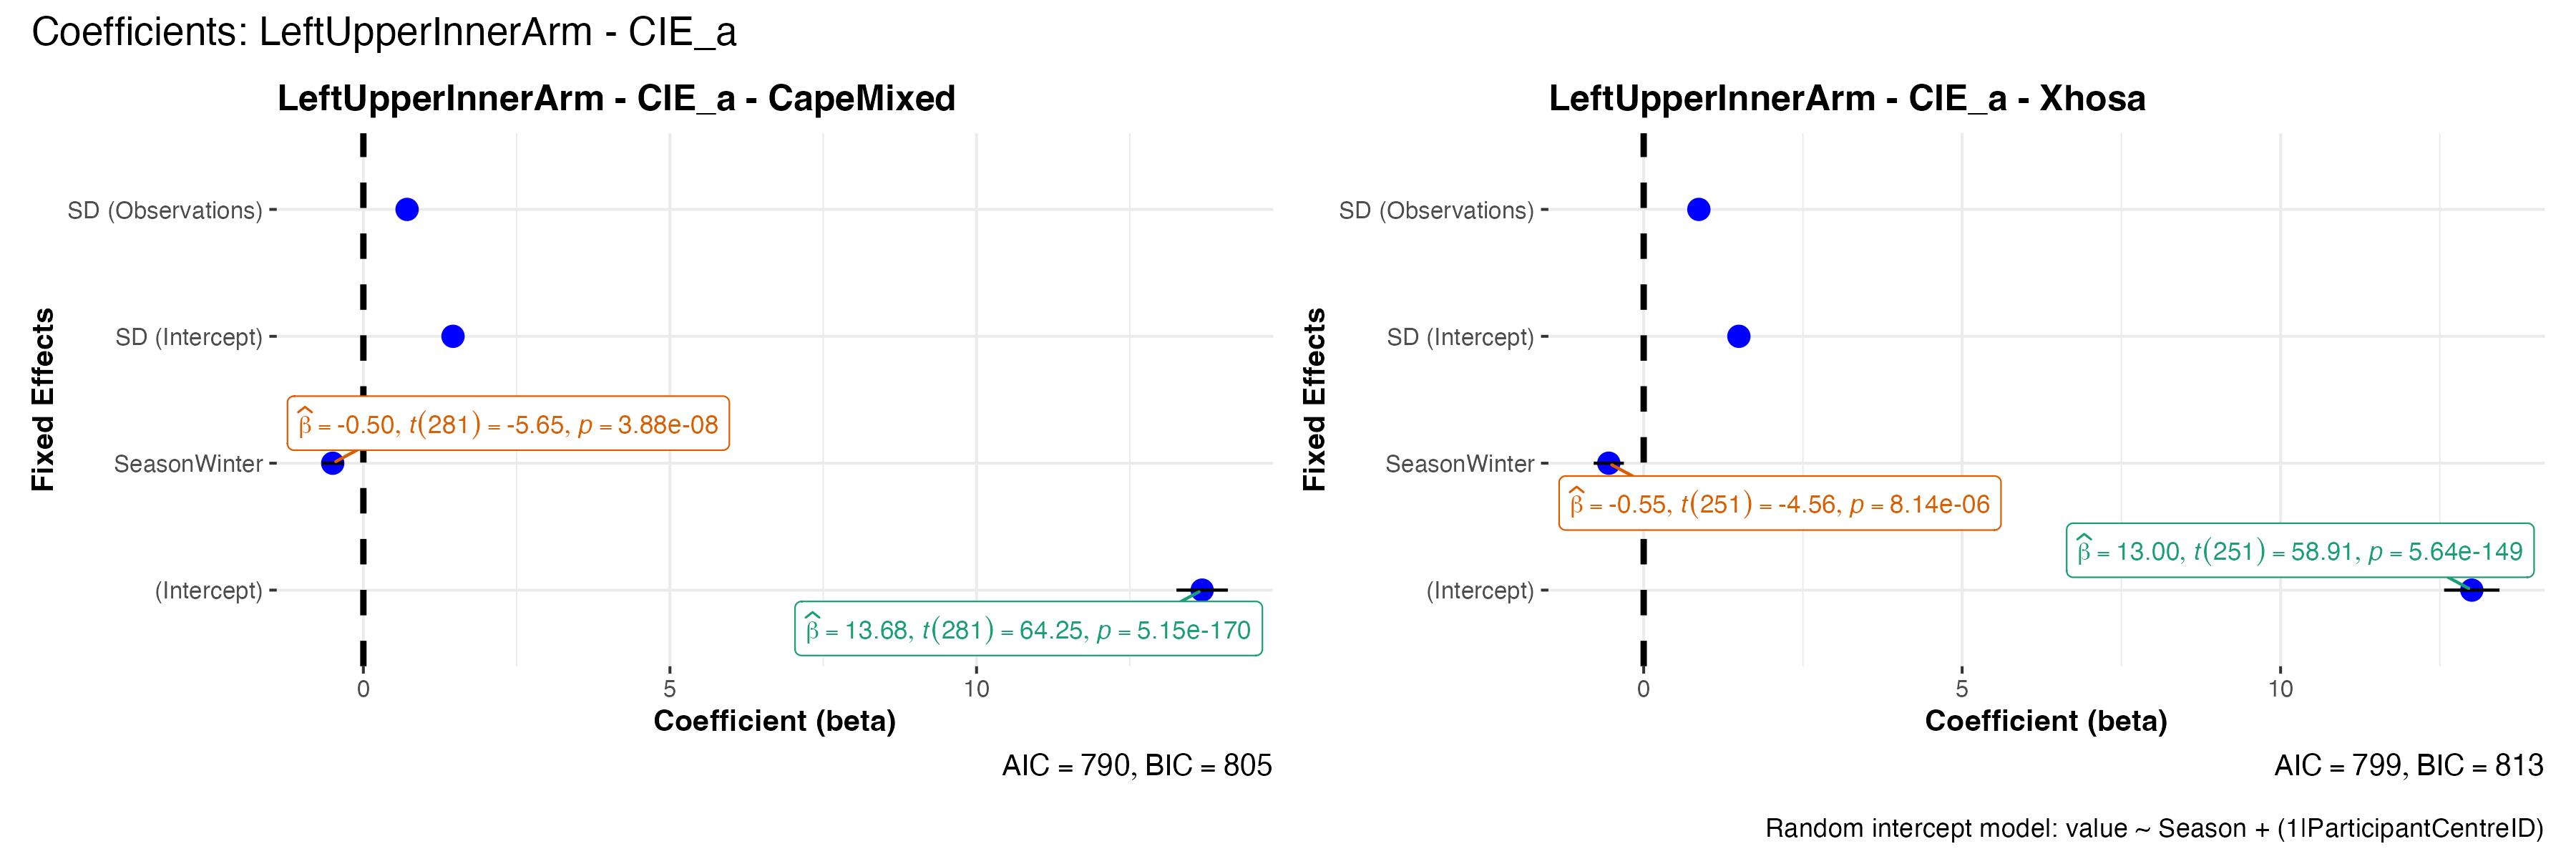 Coefficients: LeftUpperInnerArm - CIE_a
LeftUpperInnerArm - CIE_a - CapeMixed
Fixed Effects
SD (Observations)
SD (Intercept)
SeasonWinter
(Intercept)
β̂ = -0.50, t(281) = -5.65, p = 3.88e-08
β̂ = 13.68, t(281) = 64.25, p = 5.15e-170
0 5 10
Coefficient (beta)
AIC = 790, BIC = 805
LeftUpperInnerArm - CIE_a - Xhosa
Fixed Effects
SD (Observations)
SD (Intercept)
SeasonWinter
(Intercept)
β̂ = -0.55, t(251) = -4.56, p = 8.14e-06
β̂ = 13.00, t(251) = 58.91, p = 5.64e-149
0 5 10
Coefficient (beta)
AIC = 799, BIC = 813
Random intercept model: value ~ Season + (1|ParticipantCentreID)